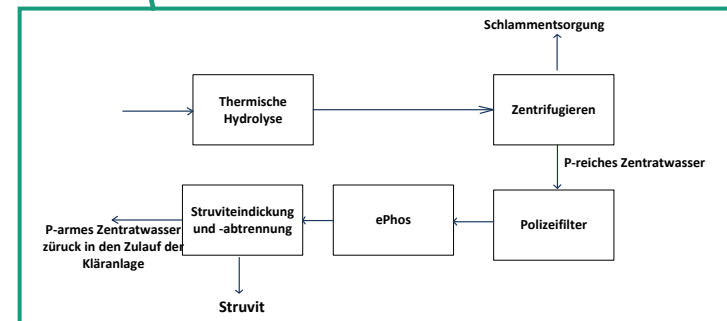 Schlammentsorgung
Thermische
Hydrolyse
Zentrifugieren
P-reiches Zentratwasser
Struviteindickung
und -abtrennung
ePhos
Polizeifilter
P-armes Zentratwasser
züruck in den Zulauf der
Kläranlage
Struvit